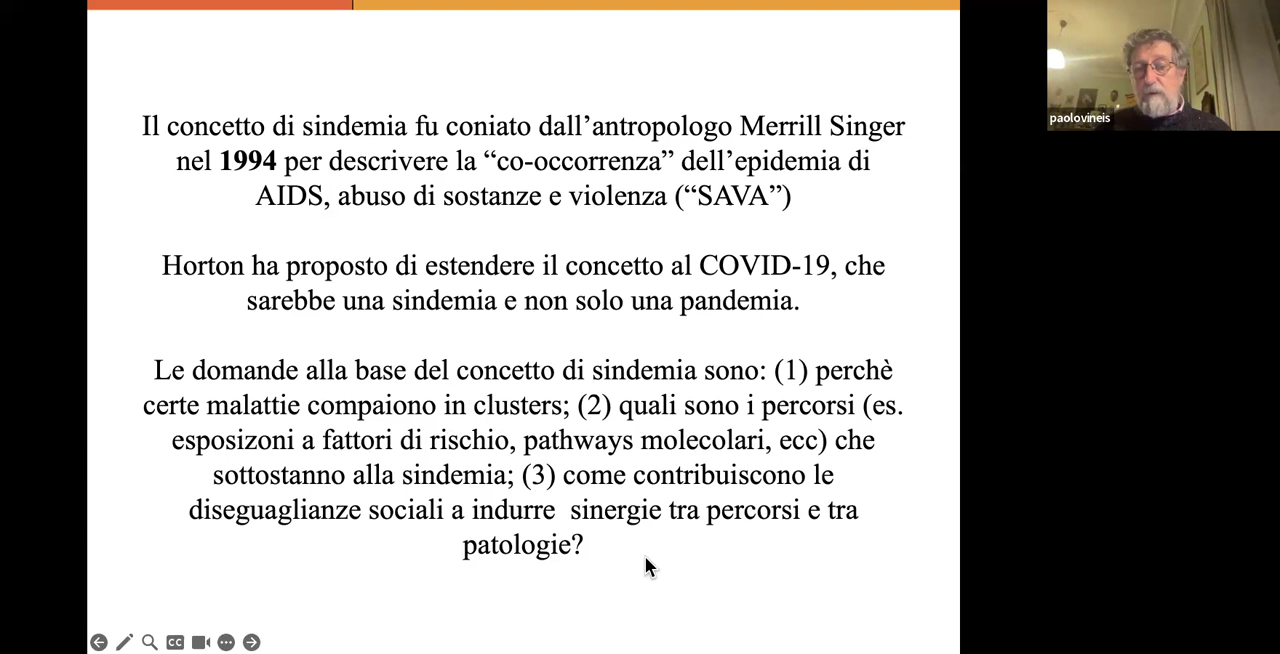 Il concetto di sindemia fu coniato dall’antropologo Merrill Singer
nel 1994 per descrivere la “co-occorrenza” dell’epidemia di
AIDS, abuso di sostanze e violenza (“SAVA”)
Horton ha proposto di estendere il concetto al COVID-19, che
sarebbe una sindemia e non solo una pandemia.
Le domande alla base del concetto di sindemia sono: (1) perchè
certe malattie compaiono in clusters; (2) quali sono i percorsi (es.
esposizoni a fattori di rischio, pathways molecolari, ecc) che
sottostanno alla sindemia; (3) come contribuiscono le
diseguaglianze sociali a indurre  sinergie tra percorsi e tra
patologie?
paolovineis
CC